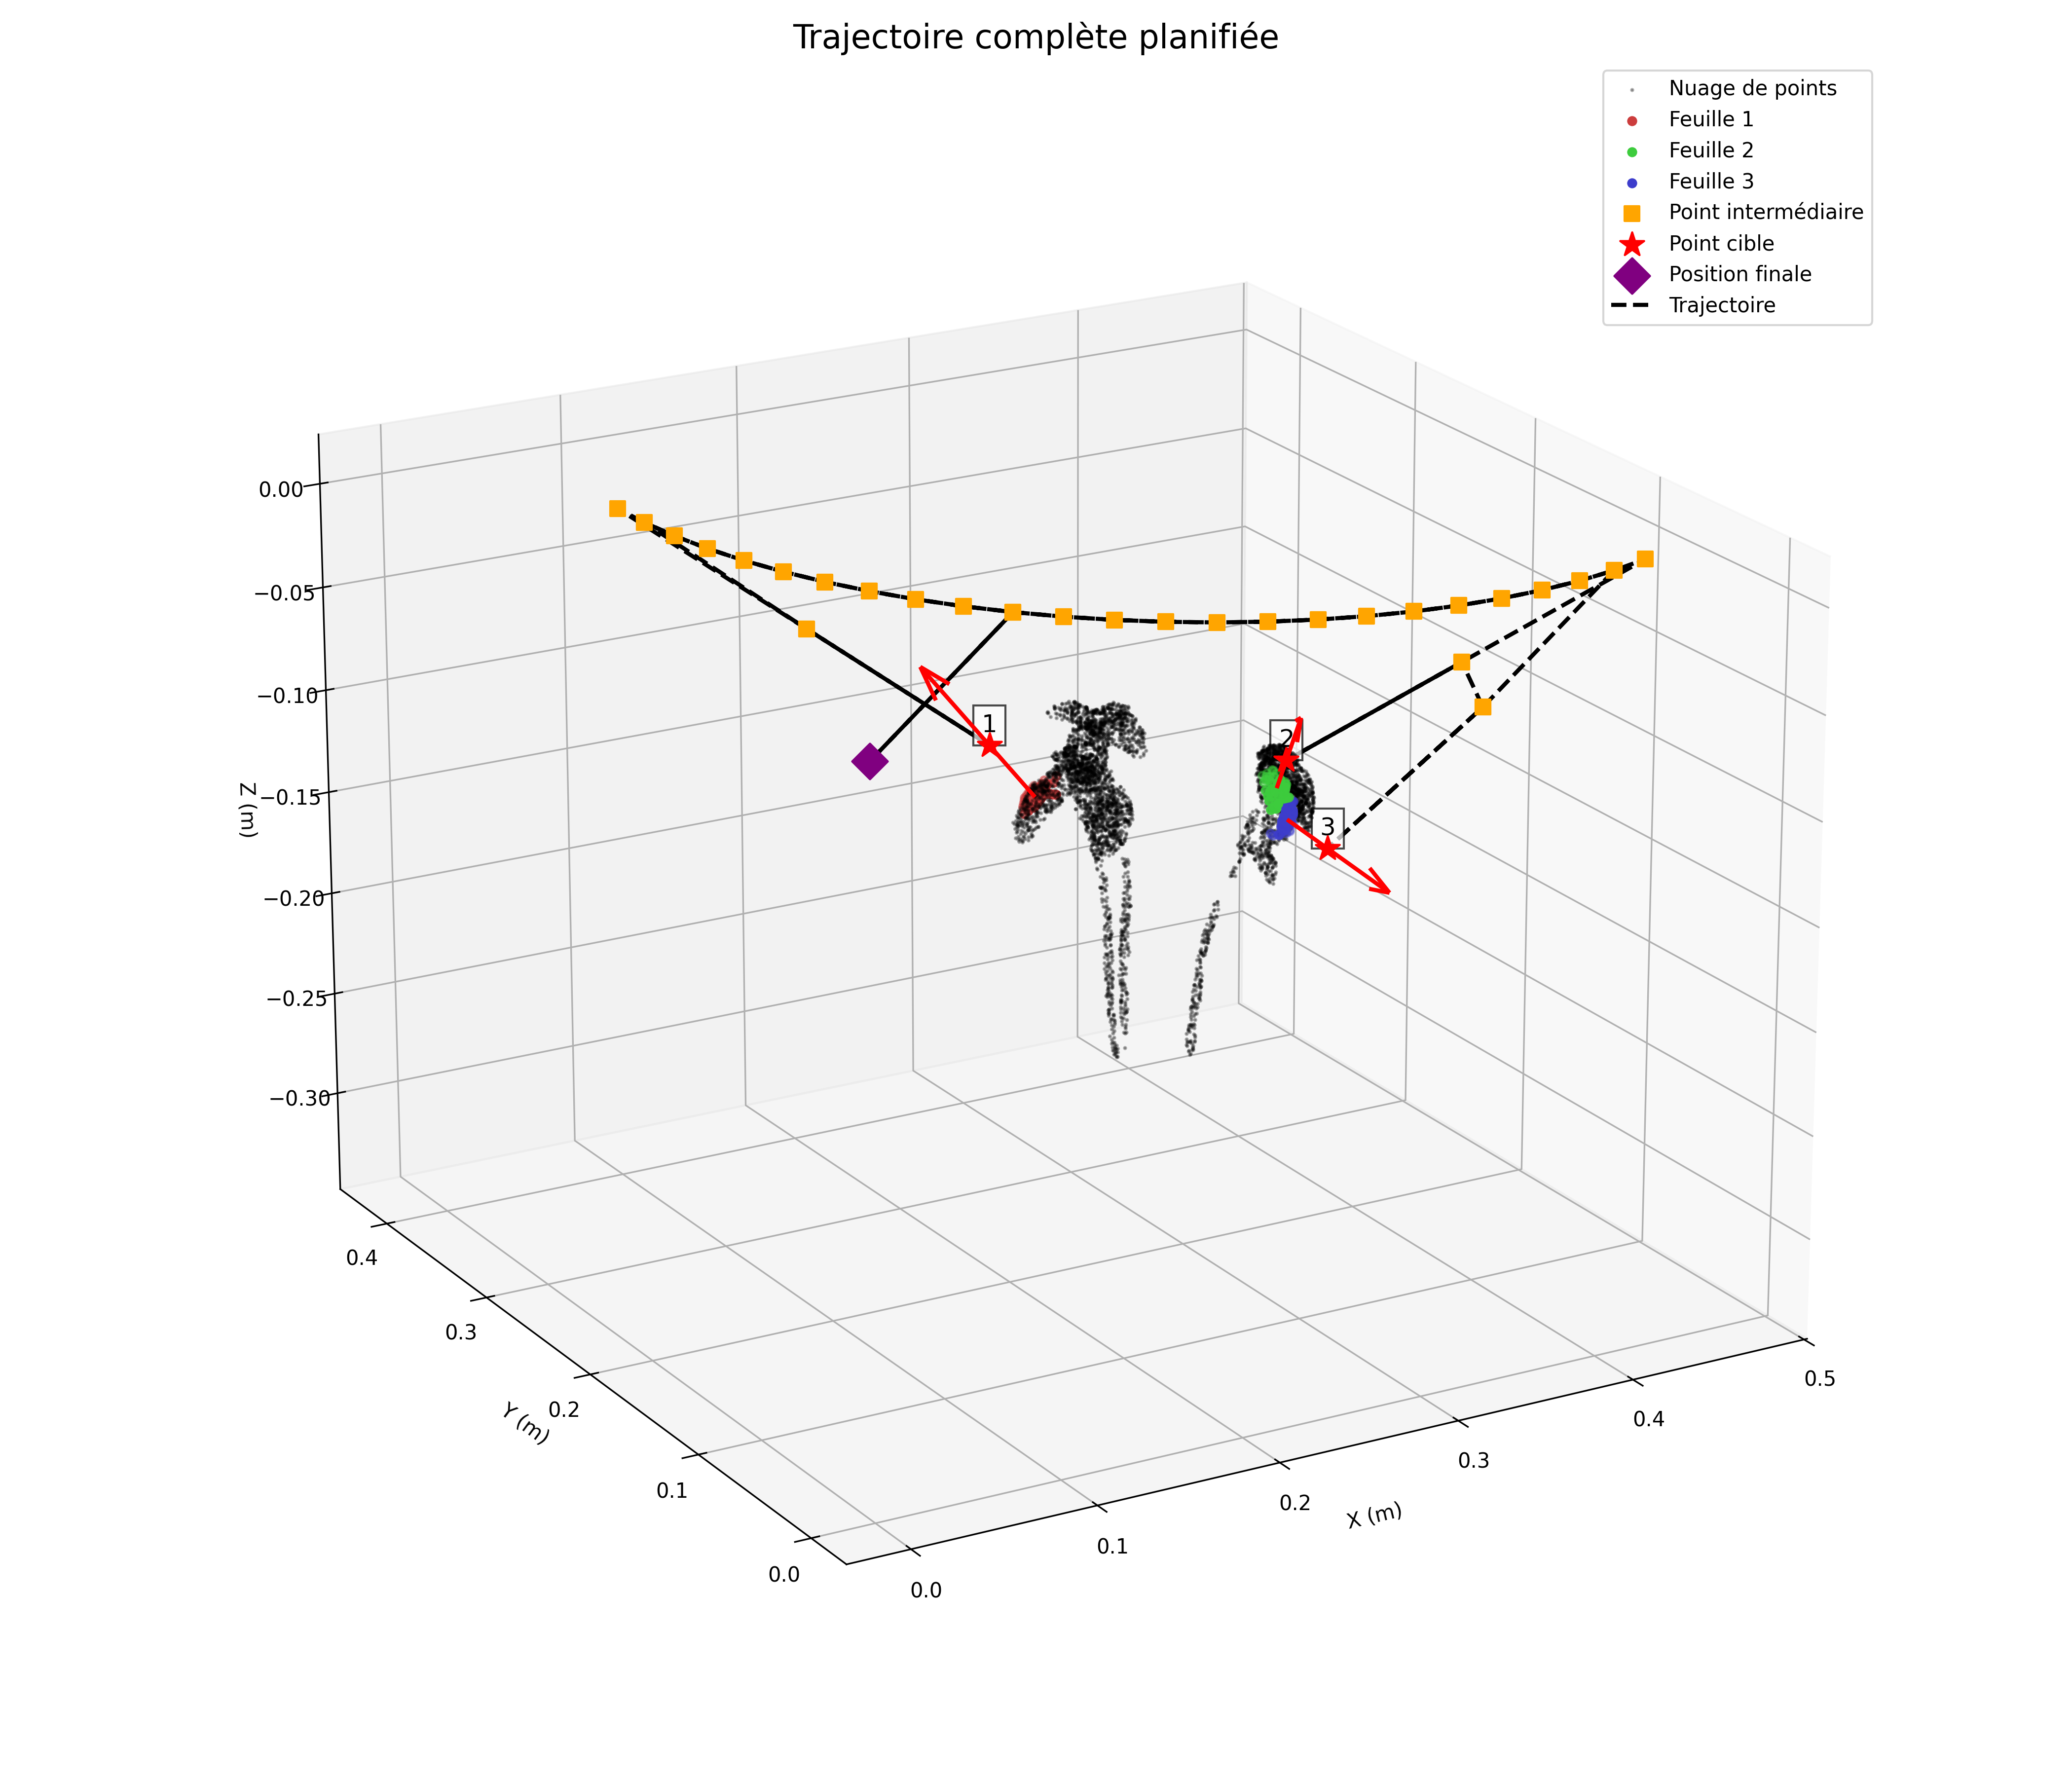 Trajectoire complète planifiée
Nuage de points
Feuille 1
Feuille 2
Feuille 3
Point intermédiaire
Point cible
Position finale
Trajectoire
0.00
−0.05
−0.10
−0.15
−0.20
−0.25
−0.30
Z (m)
1
2
3
0.4
0.3
0.2
0.1
0.0
Y (m)
0.0
0.1
0.2
0.3
0.4
0.5
X (m)